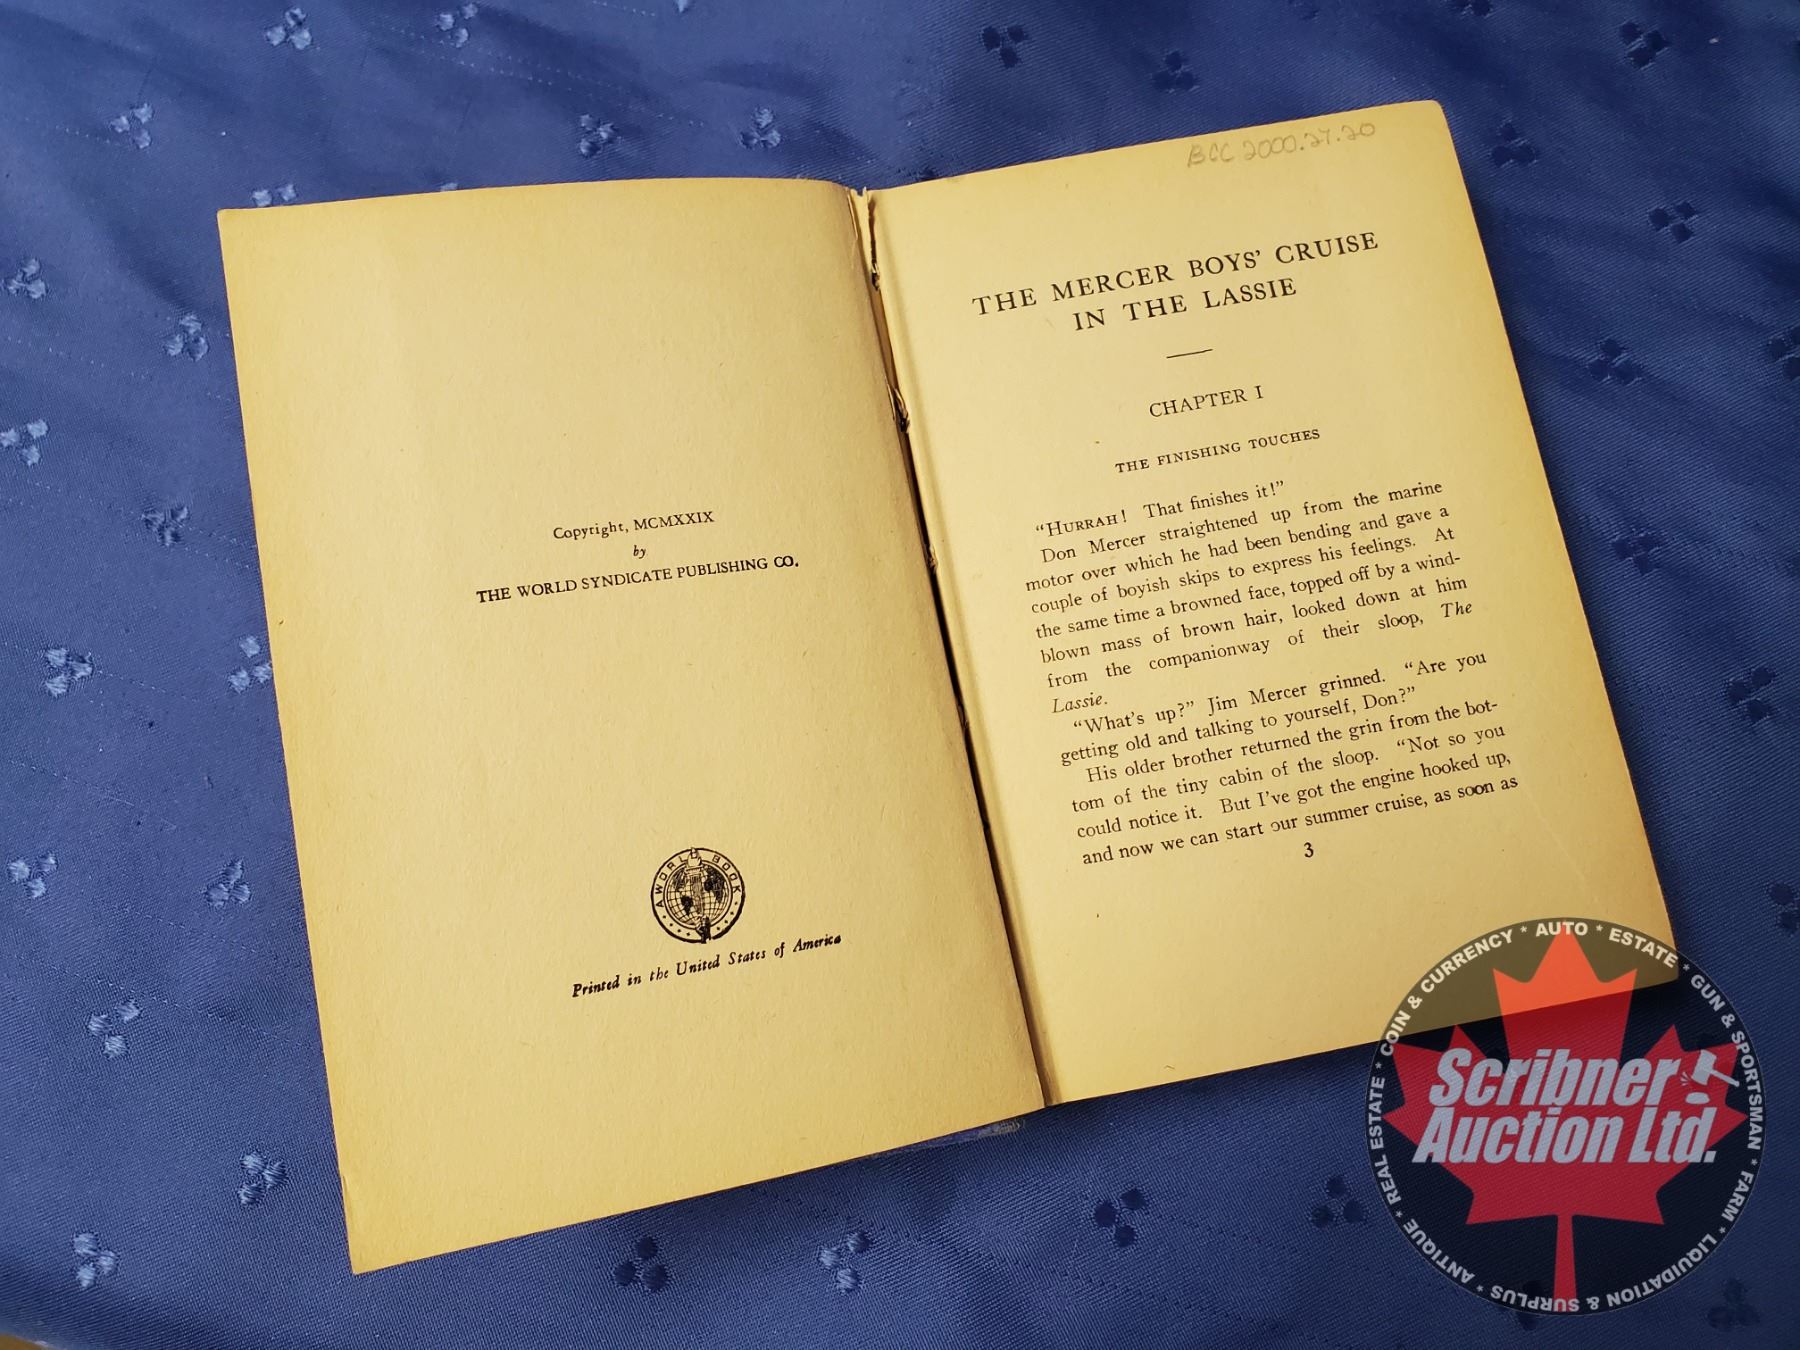 Copyright, MCMXXIX
by
THE WORLD SYNDICATE PUBLISHING CO.
A WORLD BOOK
Printed in the United States of America
BCC 2000.27.20
THE MERCER BOYS' CRUISE
IN THE LASSIE
CHAPTER I
THE FINISHING TOUCHES
"HURRAH! That finishes it!"
Don Mercer straightened up from the marine
motor over which he had been bending and gave a
couple of boyish skips to express his feelings. At
the same time a browned face, topped off by a wind-
blown mass of brown hair, looked down at him
from the companionway of their sloop, The
Lassie.
"What's up?" Jim Mercer grinned. "Are you
getting old and talking to yourself, Don?"
His older brother returned the grin from the bot-
tom of the tiny cabin of the sloop. "Not so you
could notice it. But I've got the engine hooked up,
and now we can start our summer cruise, as soon as
3
Scribner
Auction Ltd.
COIN & CURRENCY * AUTO * ESTATE * GUN & SPORTSMAN * FARM * LIQUIDATION & SURPLUS * ANTIQUE * REAL ESTATE *